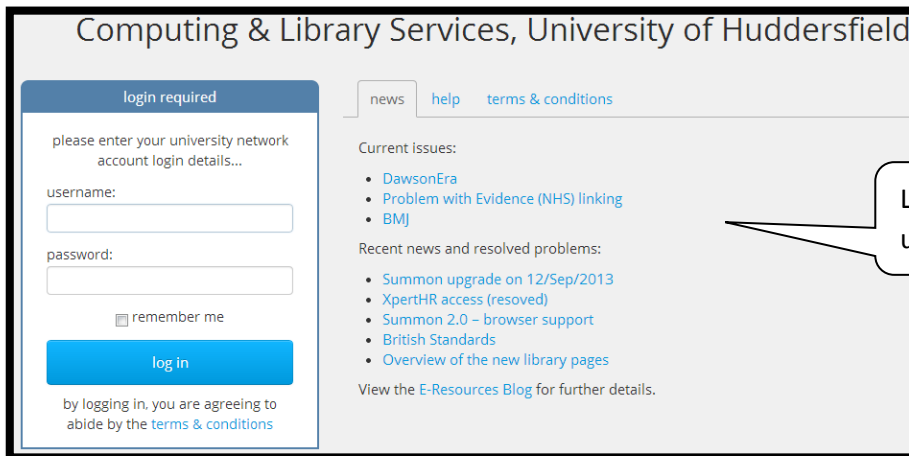 Computing & Library Services, University of Huddersfield
login required
please enter your university network
account login details...
username:
password:
remember me
log in
by logging in, you are agreeing to
abide by the terms & conditions
news help terms & conditions
Current issues:
• DawsonEra
• Problem with Evidence (NHS) linking
• BMJ
Recent news and resolved problems:
• Summon upgrade on 12/Sep/2013
• XpertHR access (resoved)
• Summon 2.0 – browser support
• British Standards
• Overview of the new library pages
View the E-Resources Blog for further details.